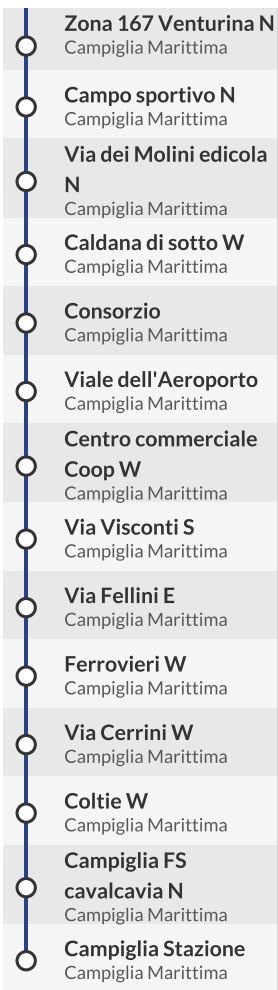 Zona 167 Venturina N
Campiglia Marittima
Campo sportivo N
Campiglia Marittima
Via dei Molini edicola
N
Campiglia Marittima
Caldana di sotto W
Campiglia Marittima
Consorzio
Campiglia Marittima
Viale dell'Aeroporto
Campiglia Marittima
Centro commerciale
Coop W
Campiglia Marittima
Via Visconti S
Campiglia Marittima
Via Fellini E
Campiglia Marittima
Ferrovieri W
Campiglia Marittima
Via Cerrini W
Campiglia Marittima
Coltie W
Campiglia Marittima
Campiglia FS
cavalcavia N
Campiglia Marittima
Campiglia Stazione
Campiglia Marittima